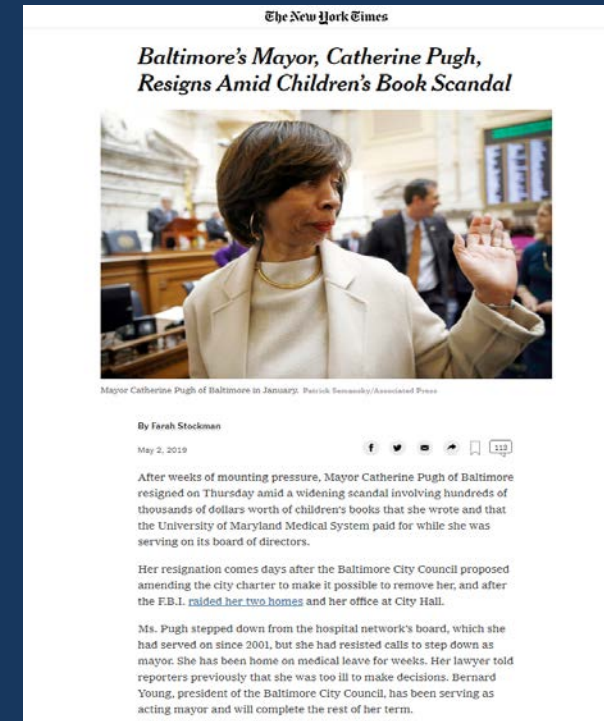 The New York Times
Baltimore's Mayor, Catherine Pugh,
Resigns Amid Children's Book Scandal
Mayor Catherine Pugh of Baltimore in January. Patrick Semansky/Associated Press
By Farah Stockman
May 2, 2019
113
After weeks of mounting pressure, Mayor Catherine Pugh of Baltimore
resigned on Thursday amid a widening scandal involving hundreds of
thousands of dollars worth of children's books that she wrote and that
the University of Maryland Medical System paid for while she was
serving on its board of directors.
Her resignation comes days after the Baltimore City Council proposed
amending the city charter to make it possible to remove her, and after
the F.B.I. raided her two homes and her office at City Hall.
Ms. Pugh stepped down from the hospital network's board, which she
had served on since 2001, but she had resisted calls to step down as
mayor. She has been home on medical leave for weeks. Her lawyer told
reporters previously that she was too ill to make decisions. Bernard
Young, president of the Baltimore City Council, has been serving as
acting mayor and will complete the rest of her term.